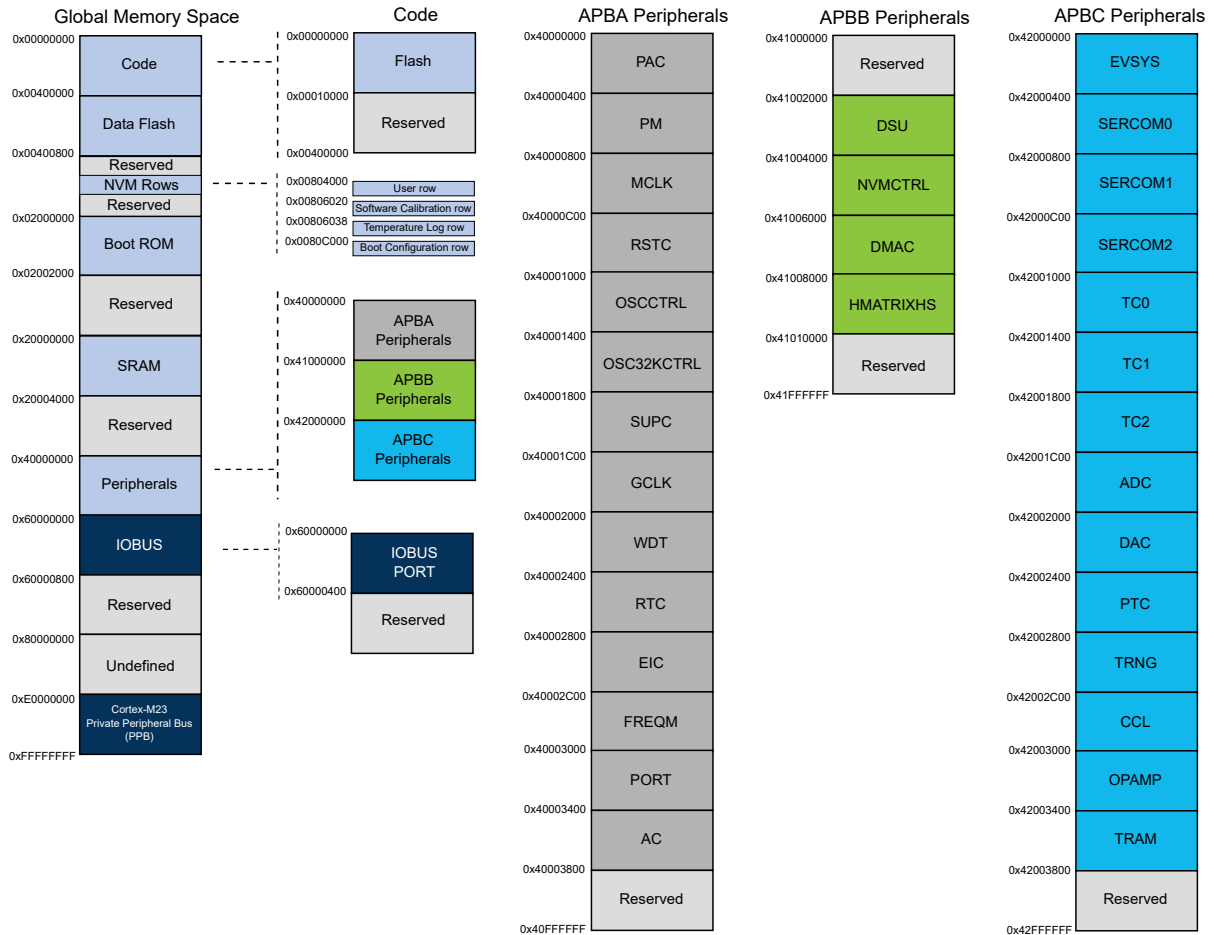 Global Memory Space
0x00000000
Code
0x00400000
Data Flash
0x00400800
Reserved
NVM Rows
Reserved
0x02000000
Boot ROM
0x02002000
Reserved
0x20000000
SRAM
0x20004000
Reserved
0x40000000
Peripherals
0x60000000
IOBUS
0x60000800
Reserved
0x80000000
Undefined
0xE0000000
Cortex-M23
Private Peripheral Bus
(PPB)
0xFFFFFFFF
Code
0x00000000
Flash
0x00010000
Reserved
0x00400000
0x00804000
User row
0x00806020
Software Calibration row
0x00806038
Temperature Log row
0x0080C000
Boot Configuration row
0x40000000
APBA
Peripherals
0x41000000
APBB
Peripherals
0x42000000
APBC
Peripherals
0x60000000
IOBUS
PORT
0x60000400
Reserved
APBA Peripherals
0x40000000
PAC
0x40000400
PM
0x40000800
MCLK
0x40000C00
RSTC
0x40001000
OSCCTRL
0x40001400
OSC32KCTRL
0x40001800
SUPC
0x40001C00
GCLK
0x40002000
WDT
0x40002400
RTC
0x40002800
EIC
0x40002C00
FREQM
0x40003000
PORT
0x40003400
AC
0x40003800
Reserved
0x40FFFFFF
APBB Peripherals
0x41000000
Reserved
0x41002000
DSU
0x41004000
NVMCTRL
0x41006000
DMAC
0x41008000
HMATRIXHS
0x41010000
Reserved
0x41FFFFFF
APBC Peripherals
0x42000000
EVSYS
0x42000400
SERCOM0
0x42000800
SERCOM1
0x42000C00
SERCOM2
0x42001000
TC0
0x42001400
TC1
0x42001800
TC2
0x42001C00
ADC
0x42002000
DAC
0x42002400
PTC
0x42002800
TRNG
0x42002C00
CCL
0x42003000
OPAMP
0x42003400
TRAM
0x42003800
Reserved
0x42FFFFFF